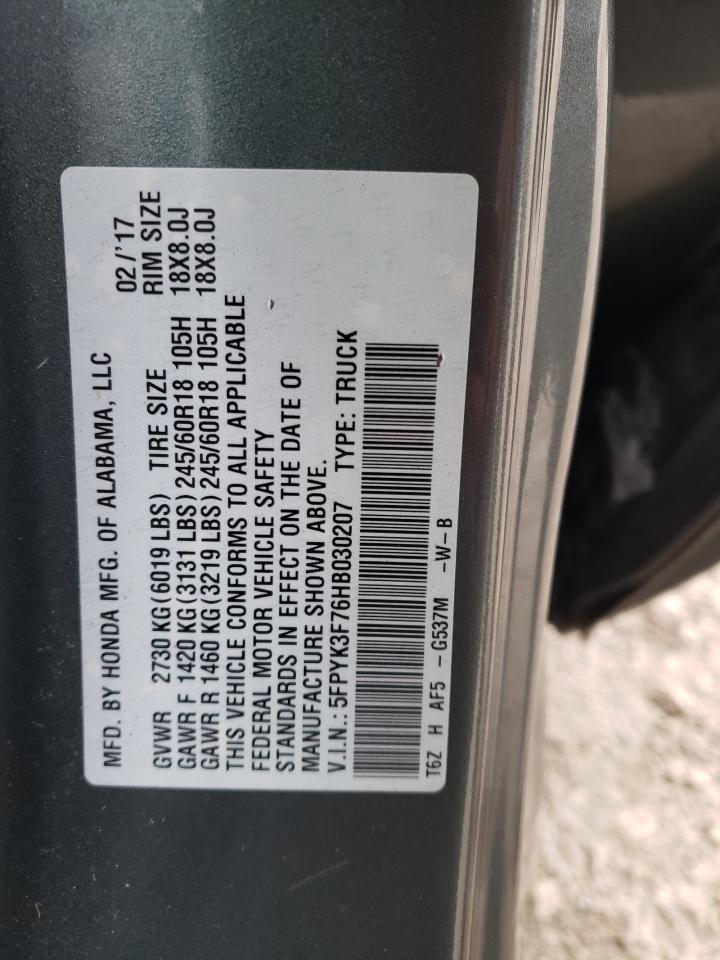 MFD. BY HONDA MFG. OF ALABAMA, LLC 02/'17
GVWR 2730 KG(6019 LBS) TIRE SIZE RIM SIZE
GAWR F 1420 KG(3131 LBS)245/60R18 105H 18X8.0J
GAWR R 1460 KG(3219 LBS)245/60R18 105H 18X8.0J
THIS VEHICLE CONFORMS TO ALL APPLICABLE
FEDERAL MOTOR VEHICLE SAFETY
STANDARDS IN EFFECT ON THE DATE OF
MANUFACTURE SHOWN ABOVE.
V.I.N.:5FPYK3F76HB030207 TYPE: TRUCK
T6Z H AF5 -G537M -W-B